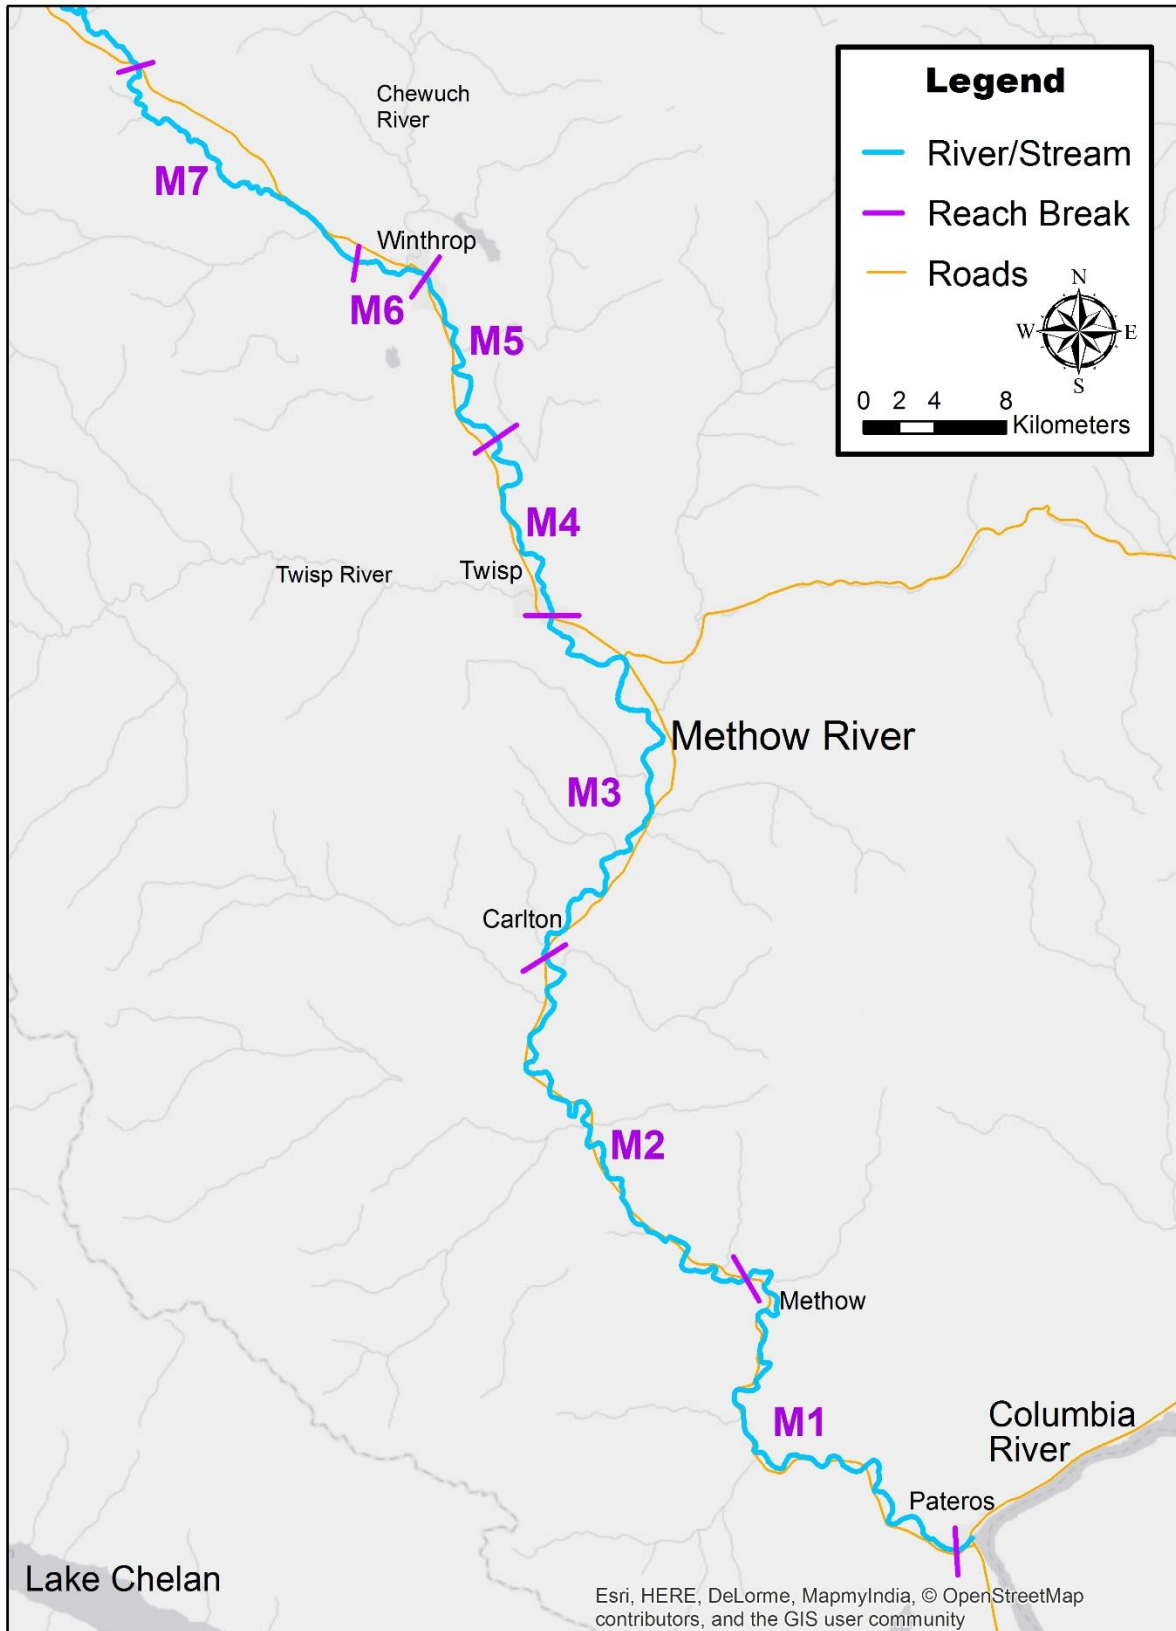 Legend
River/Stream
Reach Break
Roads
N
W
E
S
0 2 4 8
Kilometers
Chewuch
River
M7
Winthrop
M6
M5
M4
Twisp River
Twisp
Methow River
M3
Carlton
M2
Methow
M1
Columbia
River
Pateros
Lake Chelan
Esri, HERE, DeLorme, MapmyIndia, © OpenStreetMap
contributors, and the GIS user community